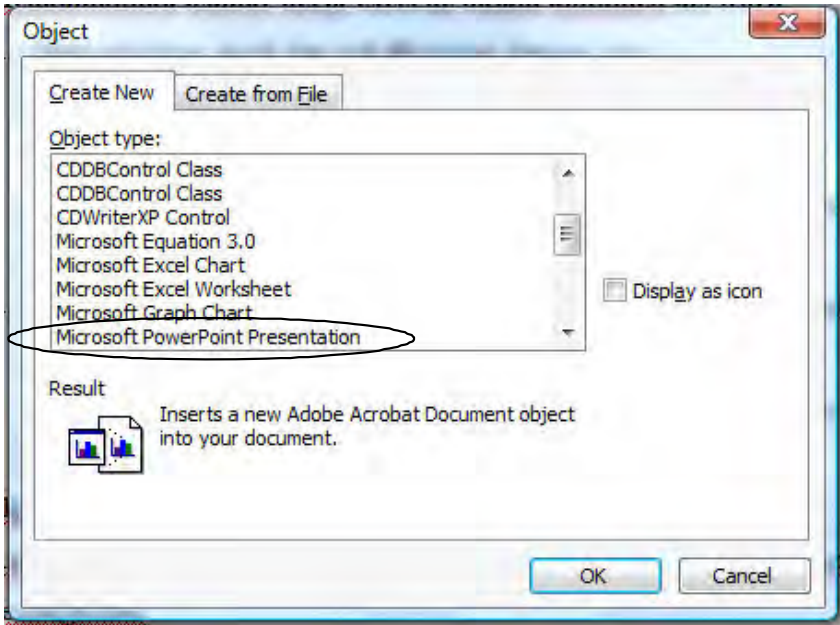 Object
Create New
Create from File
Object type:
CDDBControl Class
CDDBControl Class
CDWriterXP Control
Microsoft Equation 3.0
Microsoft Excel Chart
Microsoft Excel Worksheet
Microsoft Graph Chart
Microsoft PowerPoint Presentation
Display as icon
Result
Inserts a new Adobe Acrobat Document object
into your document.
OK
Cancel